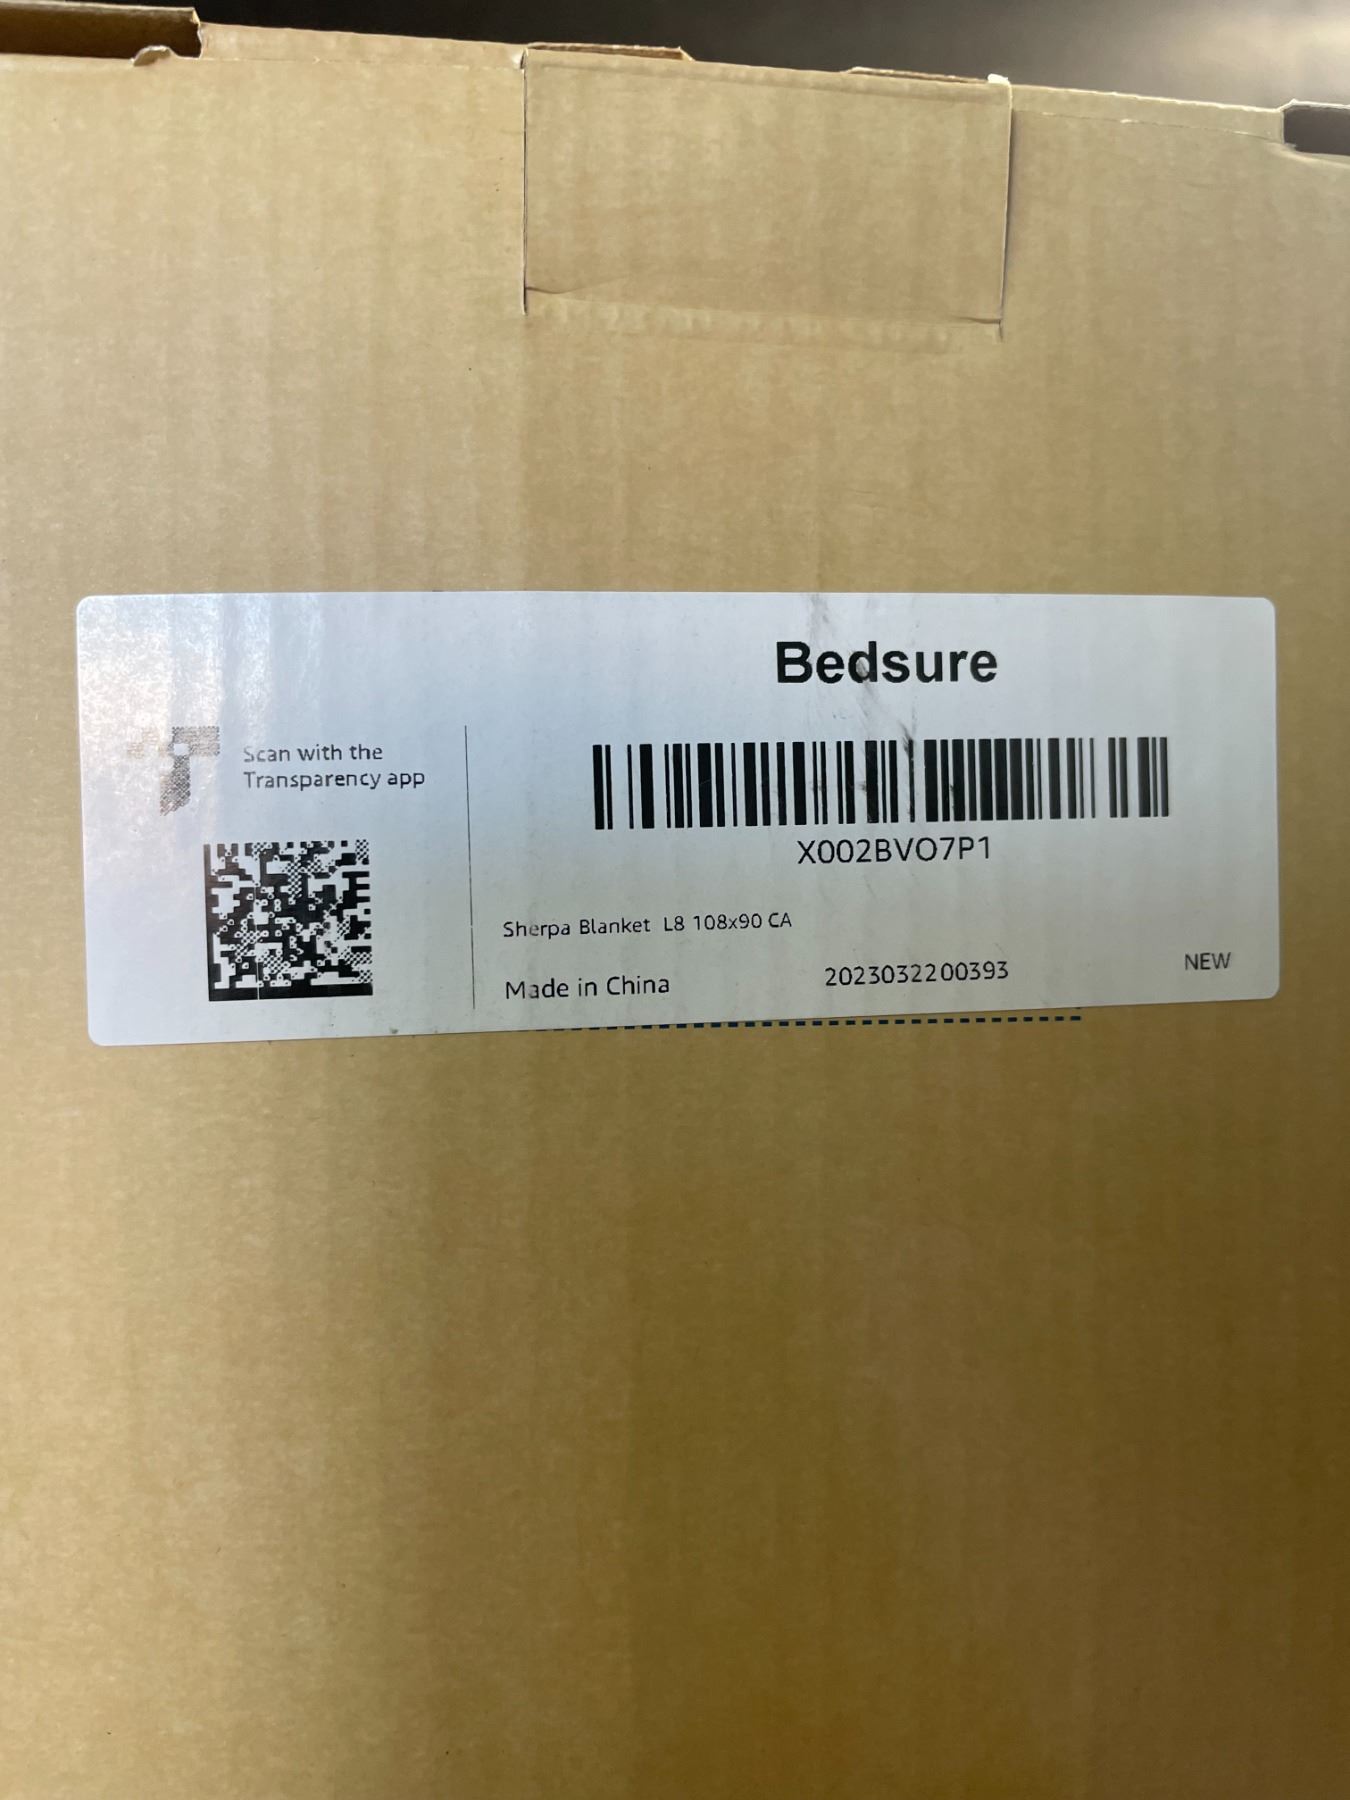 Bedsure
Scan with the
Transparency app
X002BVO7P1
Sherpa Blanket L8 108x90 CA
Made in China
2023032200393
NEW